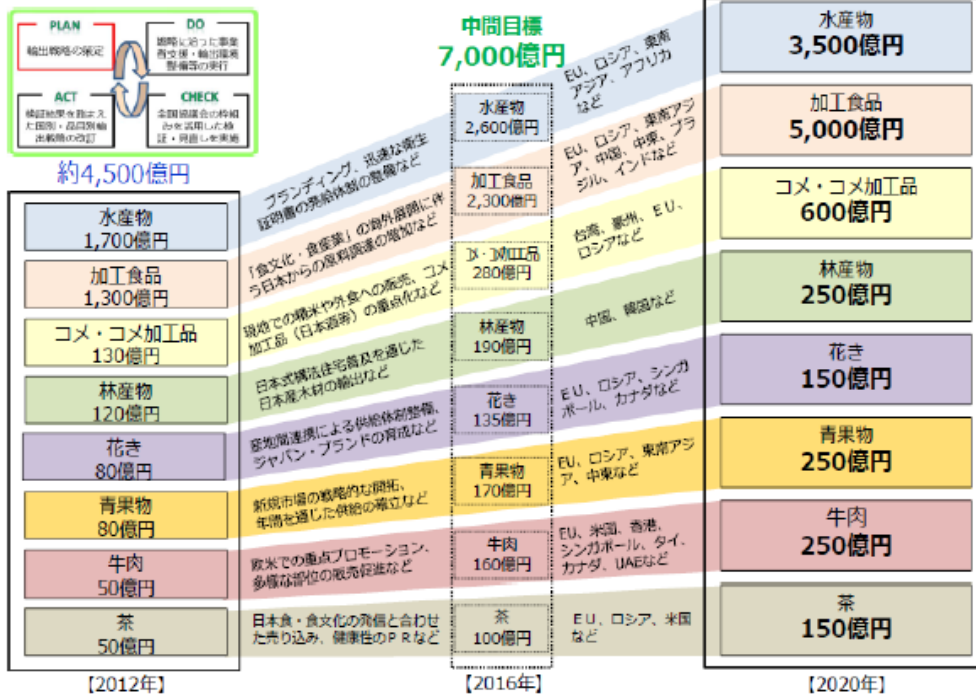 PLAN
輸出戦略の策定
DO
戦略に沿った事業
者支援・輸出環境
整備等の実行
ACT
検証結果を踏まえ
た国別・品目別輸
出戦略の改訂
CHECK
全国協議会の枠組
みを活用した検
証・見直しを実施
約4,500億円
水産物
1,700億円
加工食品
1,300億円
コメ・コメ加工品
130億円
林産物
120億円
花き
80億円
青果物
80億円
牛肉
50億円
茶
50億円
【2012年】
ブランディング、迅速な衛生
証明書の発給体制の整備など
「食文化・食産業」の海外展開に伴
う日本からの原料調達の増加など
現地での精米や外食への販売、コメ
加工品（日本酒等）の重点化など
日本式構法住宅普及を通じた
日本産木材の輸出など
産地間連携による供給体制整備、
ジャパン・ブランドの育成など
新規市場の戦略的な開拓、
年間を通じた供給の確立など
欧米での重点プロモーション、
多様な部位の販売促進など
日本食・食文化の発信と合わせ
た売り込み、健康性のＰＲなど
中間目標
7,000億円
水産物
2,600億円
加工食品
2,300億円
コメ・コメ加工品
280億円
林産物
190億円
花き
135億円
青果物
170億円
牛肉
160億円
茶
100億円
【2016年】
EU、ロシア、東南
アジア、アフリカ
など
EU、ロシア、東南アジ
ア、中国、中東、ブラ
ジル、インドなど
台湾、豪州、ＥＵ、
ロシアなど
中国、韓国など
EU、ロシア、シンガ
ポール、カナダなど
EU、ロシア、東南アジ
ア、中東など
EU、米国、香港、
シンガポール、タイ、
カナダ、UAEなど
ＥＵ、ロシア、米国
など
水産物
3,500億円
加工食品
5,000億円
コメ・コメ加工品
600億円
林産物
250億円
花き
150億円
青果物
250億円
牛肉
250億円
茶
150億円
【2020年】